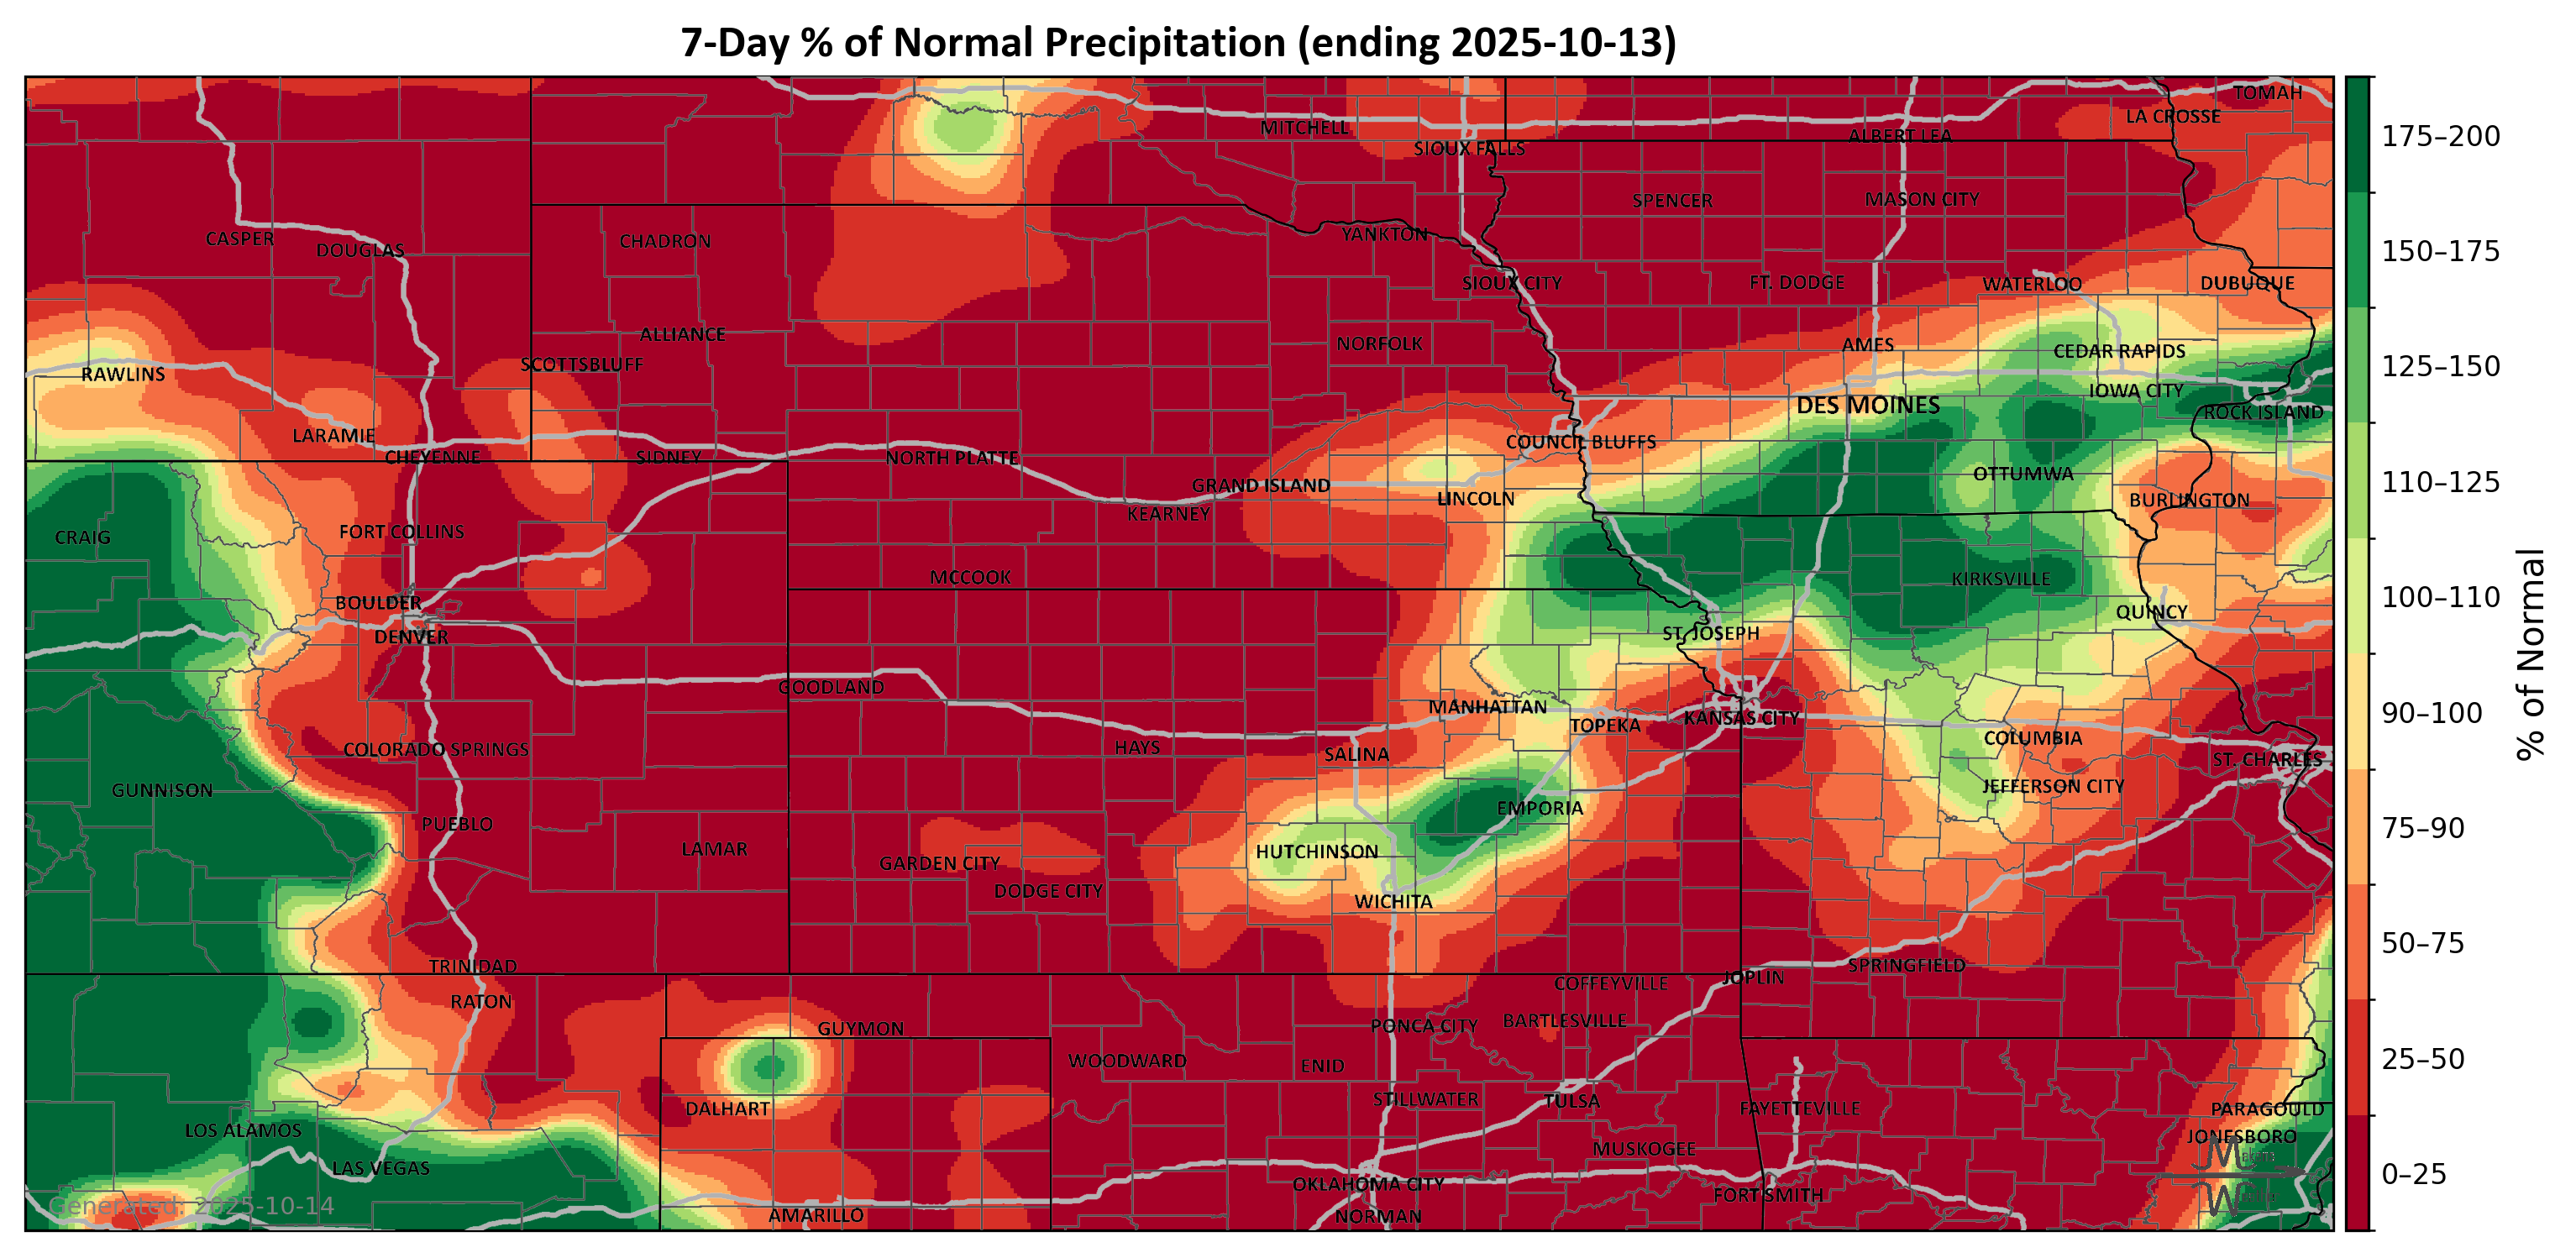 7-Day % of Normal Precipitation (ending 2025-10-13)
TOMAH
LA CROSSE
MITCHELL
ALBERT LEA
SIOUX FALLS
SPENCER
MASON CITY
CASPER
DOUGLAS
CHADRON
YANKTON
SIOUX CITY
FT. DODGE
WATERLOO
DUBUQUE
ALLIANCE
NORFOLK
AMES
CEDAR RAPIDS
SCOTTSBLUFF
RAWLINS
IOWA CITY
DES MOINES
ROCK ISLAND
LARAMIE
COUNCIL BLUFFS
CHEYENNE
SIDNEY
NORTH PLATTE
OTTUMWA
GRAND ISLAND
LINCOLN
BURLINGTON
KEARNEY
CRAIG
FORT COLLINS
MCCOOK
KIRKSVILLE
BOULDER
QUINCY
DENVER
ST. JOSEPH
GOODLAND
MANHATTAN
TOPEKA
KANSAS CITY
COLUMBIA
COLORADO SPRINGS
HAYS
SALINA
ST. CHARLES
GUNNISON
JEFFERSON CITY
EMPORIA
PUEBLO
LAMAR
HUTCHINSON
GARDEN CITY
DODGE CITY
WICHITA
TRINIDAD
SPRINGFIELD
JOPLIN
COFFEYVILLE
RATON
GUYMON
PONCA CITY
BARTLESVILLE
WOODWARD
ENID
DALHART
STILLWATER
TULSA
FAYETTEVILLE
PARAGOULD
LOS ALAMOS
JONESBORO
MUSKOGEE
LAS VEGAS
OKLAHOMA CITY
FORT SMITH
AMARILLO
NORMAN
Generated: 2025-10-14
175–200
150–175
125–150
110–125
100–110
90–100
75–90
50–75
25–50
0–25
% of Normal